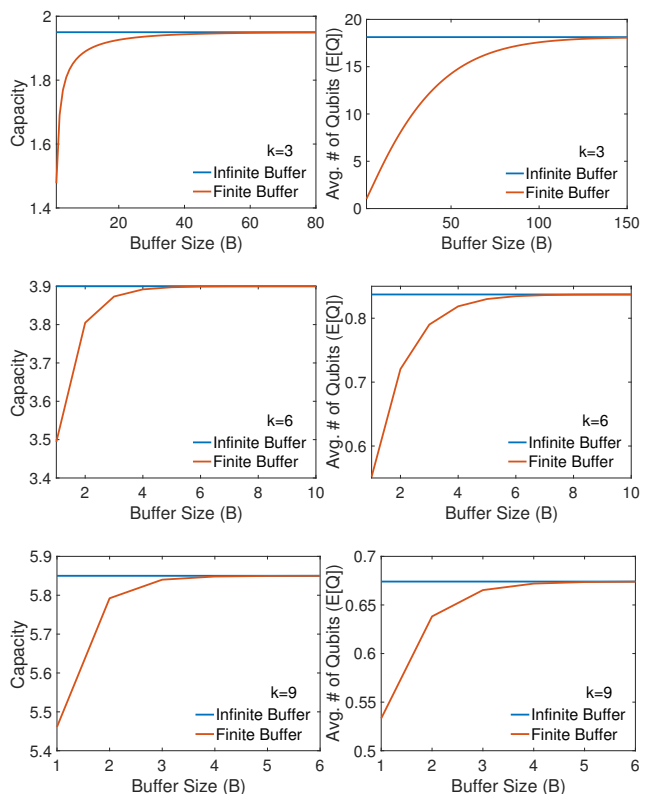 2
1.8
1.6
1.4
Capacity
k=3
Infinite Buffer
Finite Buffer
20
40
60
80
Buffer Size (B)
20
15
10
5
0
Avg. # of Qubits (E[Q])
k=3
Infinite Buffer
Finite Buffer
50
100
150
Buffer Size (B)
3.9
3.8
3.7
3.6
3.5
3.4
Capacity
k=6
Infinite Buffer
Finite Buffer
2
4
6
8
10
Buffer Size (B)
0.8
0.7
0.6
Avg. # of Qubits (E[Q])
k=6
Infinite Buffer
Finite Buffer
2
4
6
8
10
Buffer Size (B)
5.9
5.8
5.7
5.6
5.5
5.4
Capacity
k=9
Infinite Buffer
Finite Buffer
1
2
3
4
5
6
Buffer Size (B)
0.7
0.65
0.6
0.55
0.5
Avg. # of Qubits (E[Q])
k=9
Infinite Buffer
Finite Buffer
1
2
3
4
5
6
Buffer Size (B)